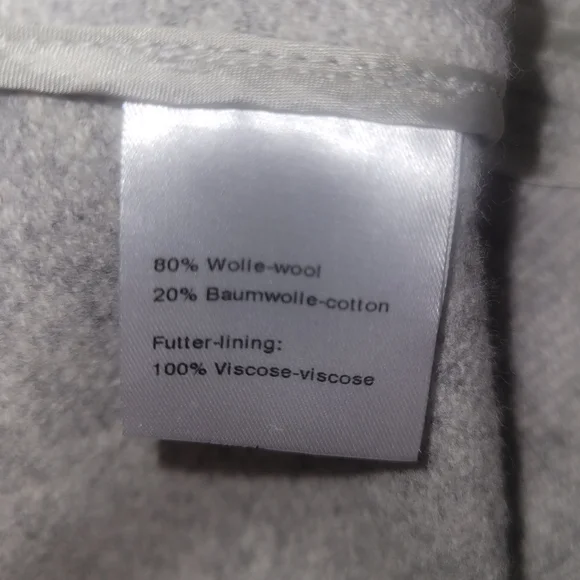 80% Wolle-wool
20% Baumwolle-cotton
Futter-lining:
100% Viscose-viscose